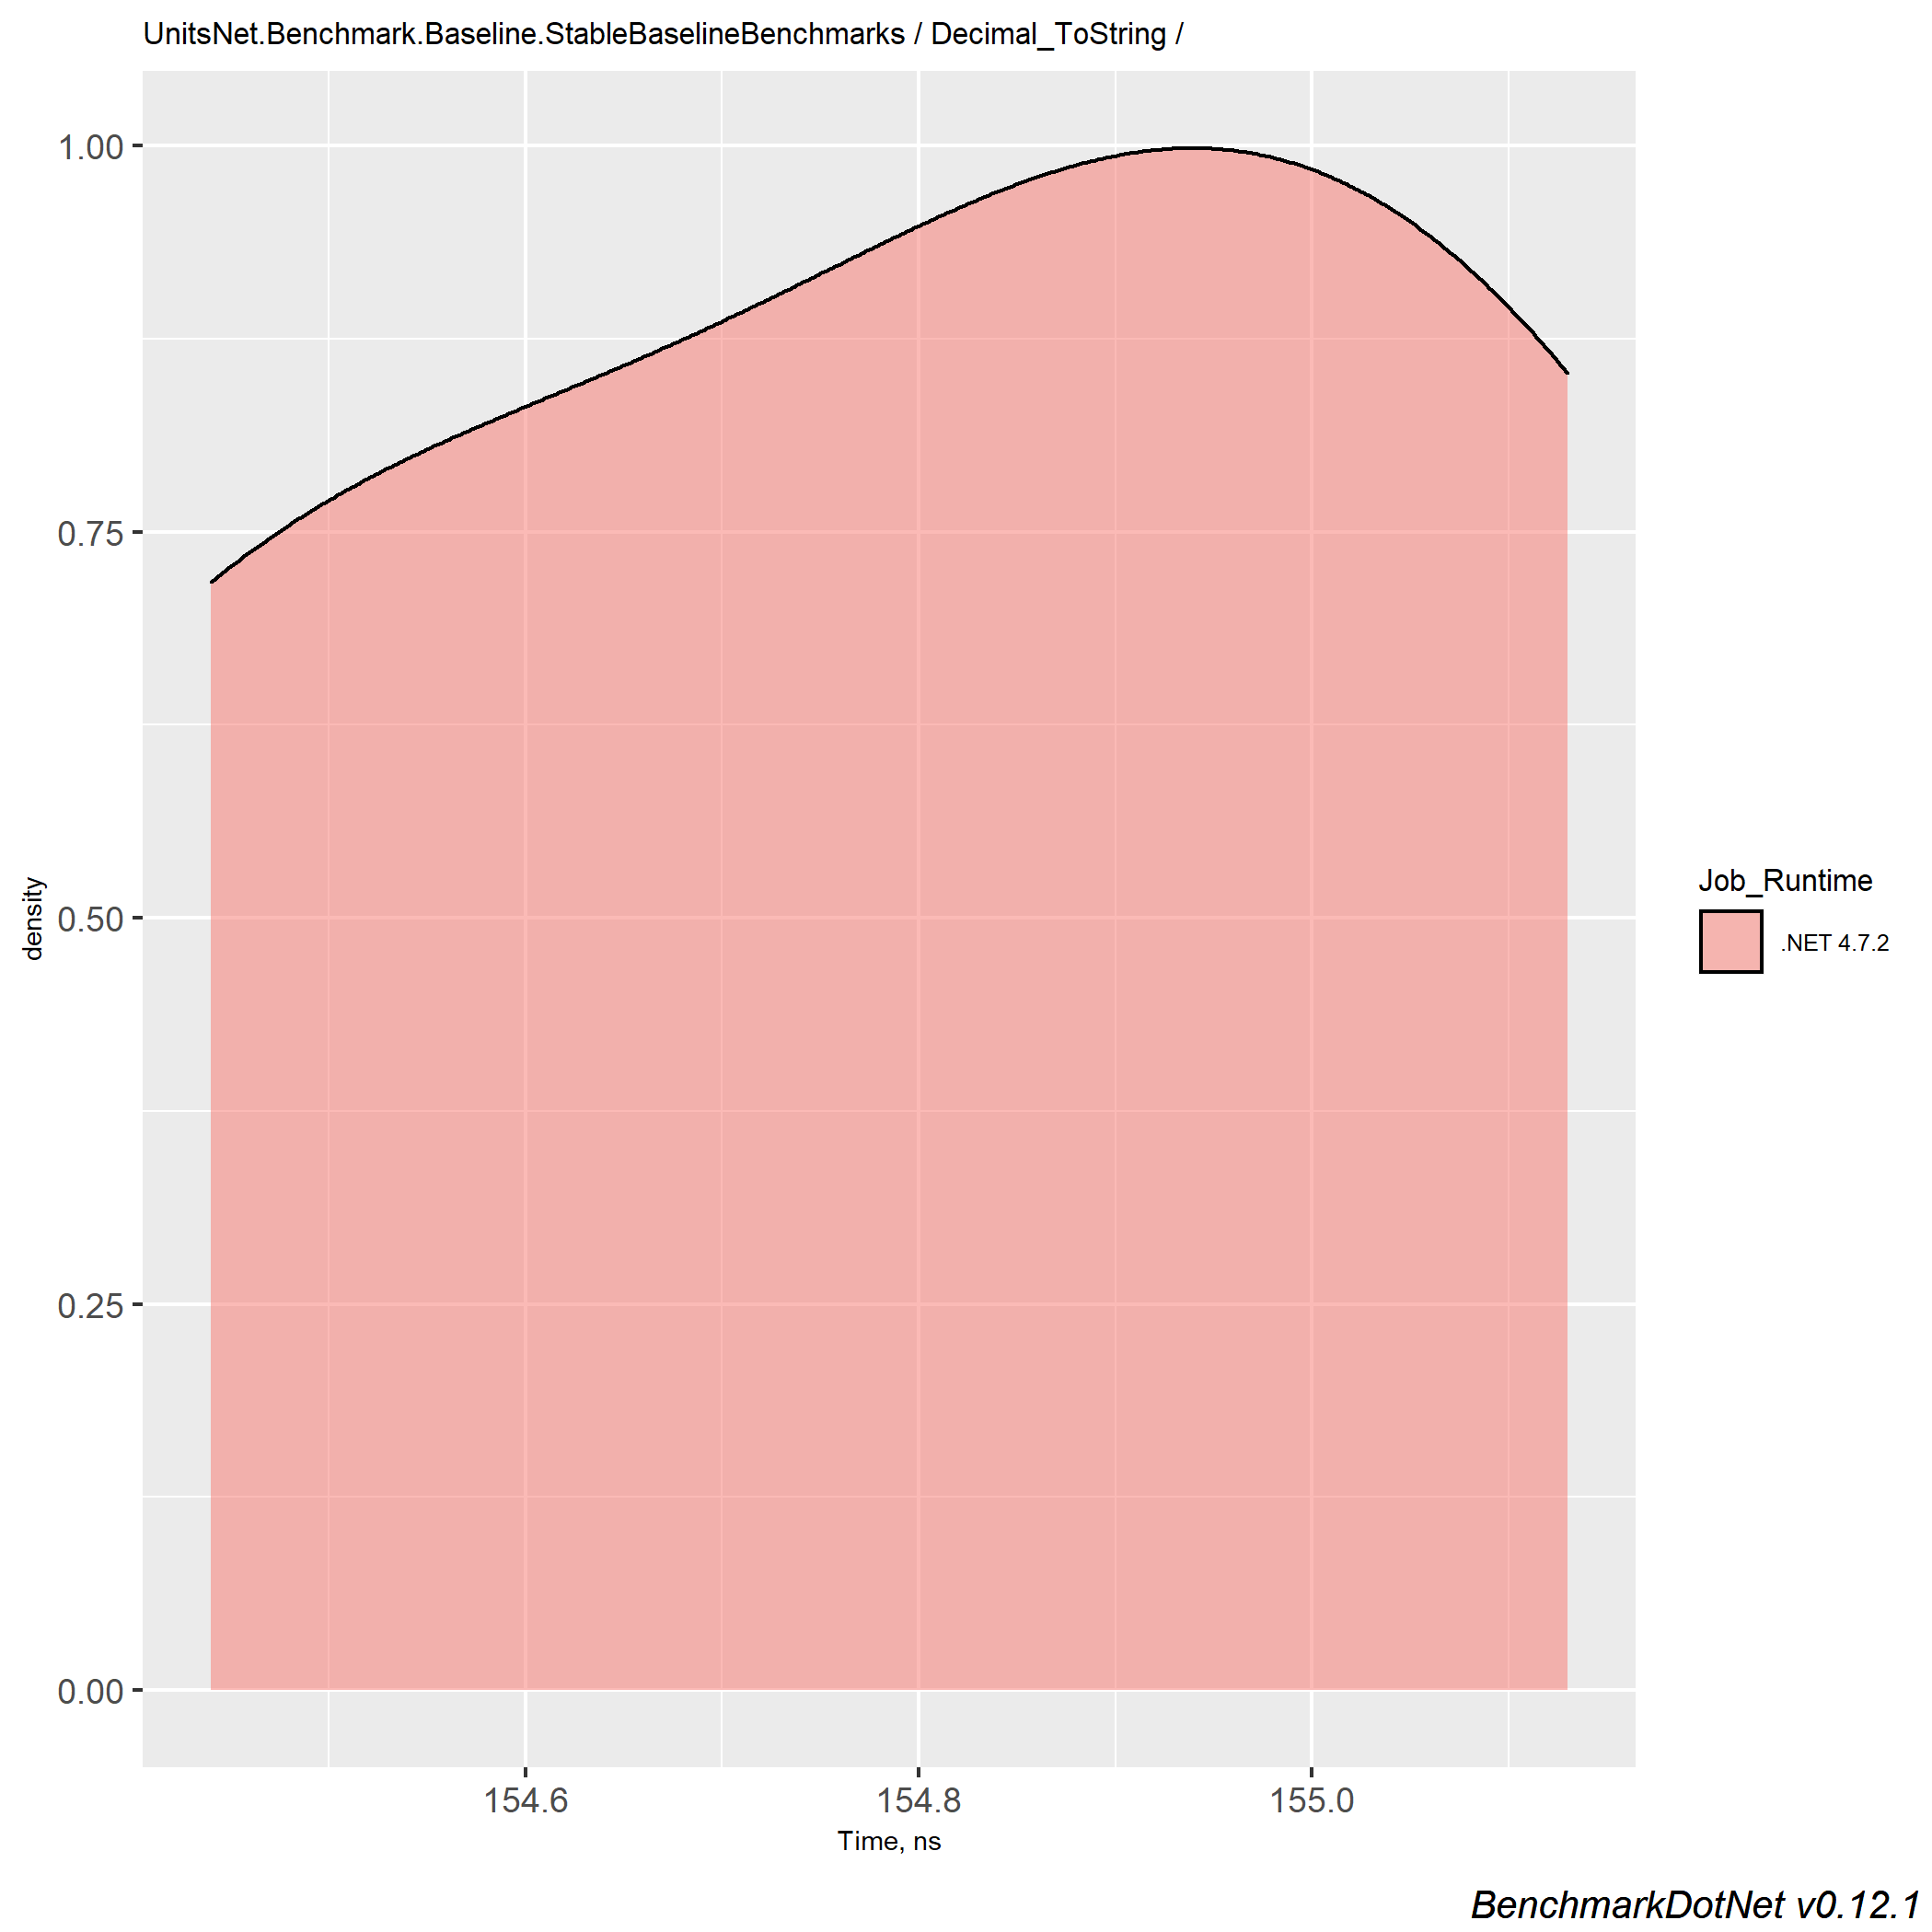 UnitsNet.Benchmark.Baseline.StableBaselineBenchmarks / Decimal_ToString /
1.00
0.75
0.50
0.25
0.00
density
154.6 154.8 155.0
Time, ns
Job_Runtime
.NET 4.7.2
BenchmarkDotNet v0.12.1